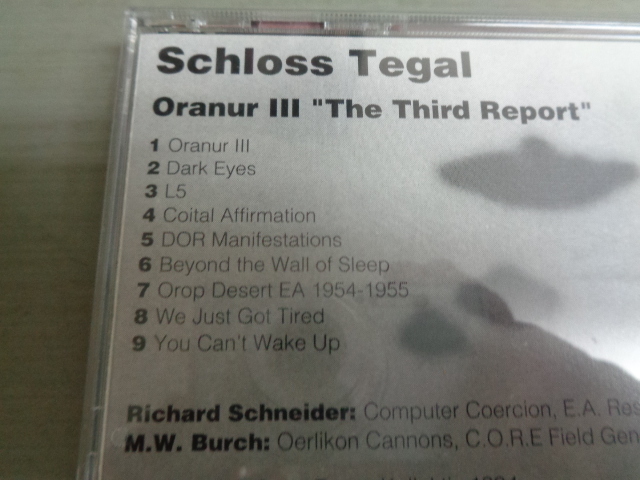 Schloss Tegal
Oranur III "The Third Report"
1 Oranur III
2 Dark Eyes
3 L5
4 Coital Affirmation
5 DOR Manifestations
6 Beyond the Wall of Sleep
7 Orop Desert EA 1954-1955
8 We Just Got Tired
9 You Can't Wake Up
Richard Schneider: Computer Coercion, E.A. Res
M.W. Burch: Oerlikon Cannons, C.O.R.E Field Gen